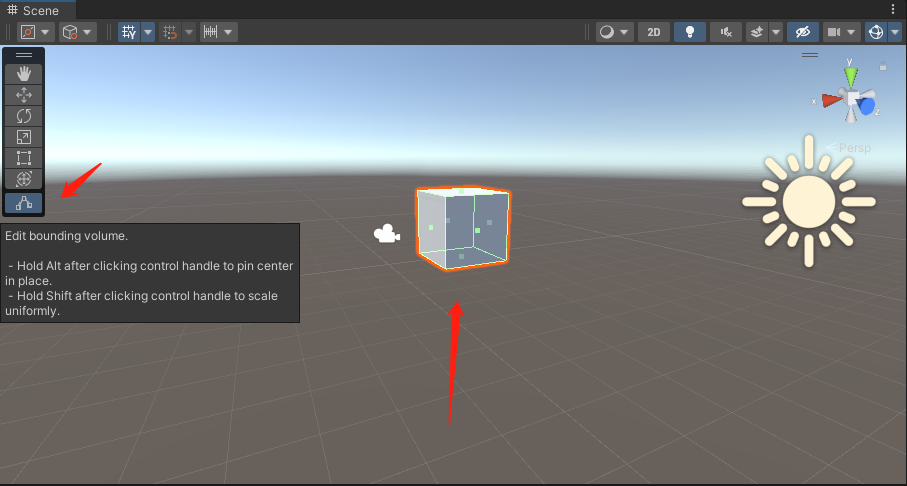 Scene
2D
y
x
z
Persp
Edit bounding volume.
- Hold Alt after clicking control handle to pin center
in place.
- Hold Shift after clicking control handle to scale
uniformly.